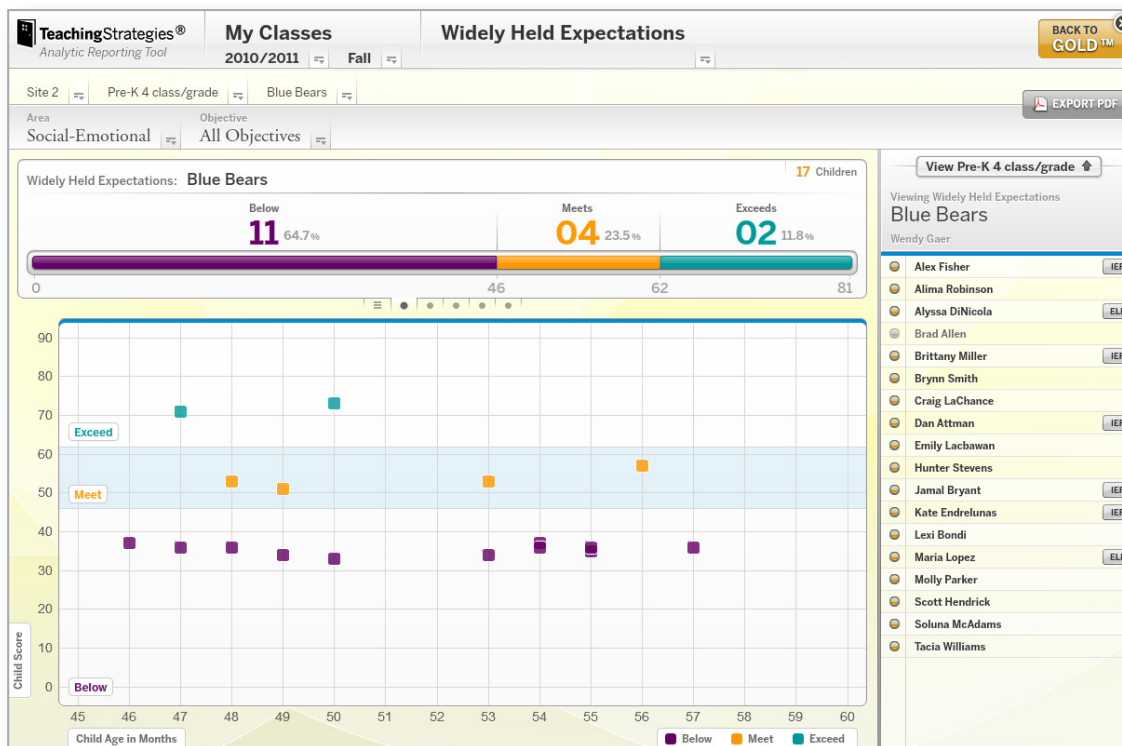 TeachingStrategies®
Analytic Reporting Tool
My Classes
2010/2011 Fall
Widely Held Expectations
BACK TO
GOLD™
Site 2 Pre-K 4 class/grade Blue Bears
EXPORT PDF
Area
Social-Emotional
Objective
All Objectives
Widely Held Expectations: Blue Bears
17 Children
Below
11 64.7%
Meets
04 23.5%
Exceeds
02 11.8%
0 46 62 81
90
80
70
Exceed
60
50
Meet
40
30
20
10
0
Below
Child Score
45 46 47 48 49 50 51 52 53 54 55 56 57 58 59 60
Child Age in Months
Below Meet Exceed
View Pre-K 4 class/grade
Viewing Widely Held Expectations
Blue Bears
Wendy Gaer
Alex Fisher IEP
Alima Robinson
Alyssa DiNicola
Brad Allen
Brittany Miller IEP
Brynn Smith
Craig LaChance
Dan Attman IEP
Emily Lacbawan
Hunter Stevens
Jamal Bryant IEP
Kate Endrelunas IEP
Lexi Bondi
Maria Lopez
Molly Parker
Scott Hendrick
Soluna McAdams
Tacia Williams